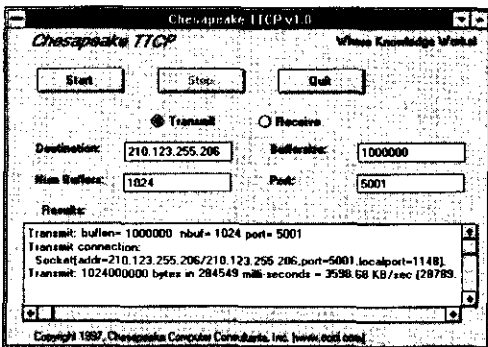 Chesapeake TTCP v1.0
Chesapeake TTCP
Where Knowledge Works!
Start
Stop
Quit
Transmit
Receive
Destination:
210.123.255.206
Buffersize:
1000000
Num Buffers:
1024
Port:
5001
Results:
Transmit: buflen= 1000000 nbuf= 1024 port= 5001
Transmit connection:
Socket[addr=210.123.255.206/210.123.255.206,port=5001,localport=1148].
Transmit: 1024000000 bytes in 284549 milli-seconds = 3598.68 KB/sec (28789.
Copyright 1997, Chesapeake Computer Consultants, Inc. [www.ccci.com]